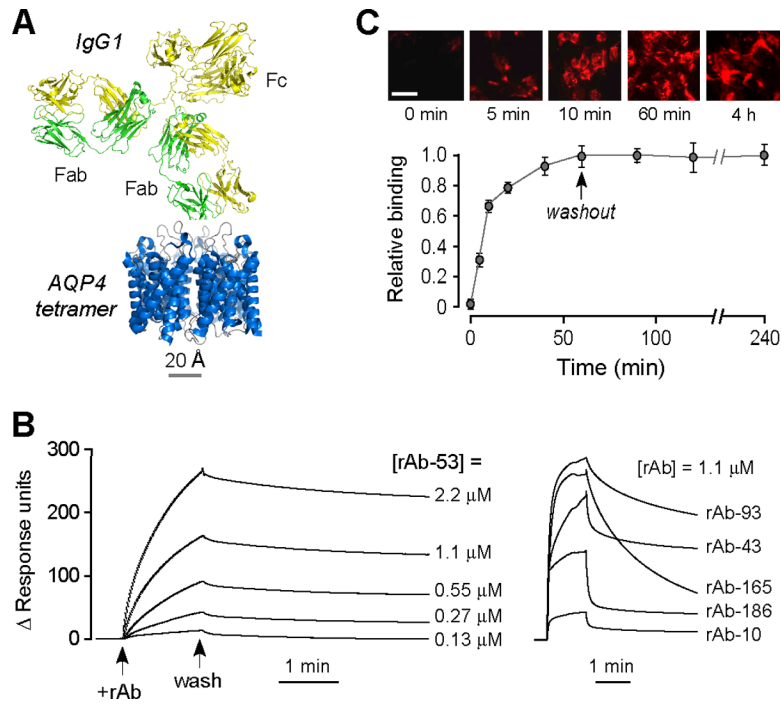 A
IgG1
Fc
Fab
Fab
AQP4
tetramer
20 Å
C
0 min
5 min
10 min
60 min
4 h
Relative binding
1.0
0.8
0.6
0.4
0.2
0
washout
0
50
100
240
Time (min)
B
Δ Response units
300
200
100
0
+rAb
wash
1 min
[rAb-53] =
2.2 µM
1.1 µM
0.55 µM
0.27 µM
0.13 µM
[rAb] = 1.1 µM
rAb-93
rAb-43
rAb-165
rAb-186
rAb-10
1 min